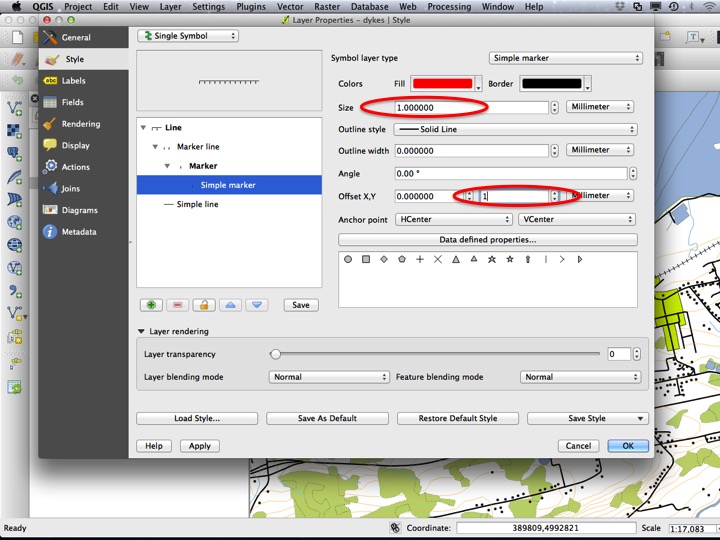 QGIS Project Edit View Layer Settings Plugins Vector Raster Database Web Processing Window Help
Layer Properties - dykes | Style
General
Style
abc Labels
Fields
Rendering
Display
Actions
Joins
Diagrams
Metadata
Single Symbol
Line
Marker line
Marker
Simple marker
Simple line
Save
Symbol layer type Simple marker
Colors Fill Border
Size 1.000000 Millimeter
Outline style Solid Line
Outline width 0.000000 Millimeter
Angle 0.00 °
Offset X,Y 0.000000 1 Millimeter
Anchor point HCenter VCenter
Data defined properties...
Layer rendering
Layer transparency 0
Layer blending mode Normal Feature blending mode Normal
Load Style... Save As Default Restore Default Style Save Style
Help Apply Cancel OK
Ready Coordinate: 389809,4992821 Scale 1:17,083